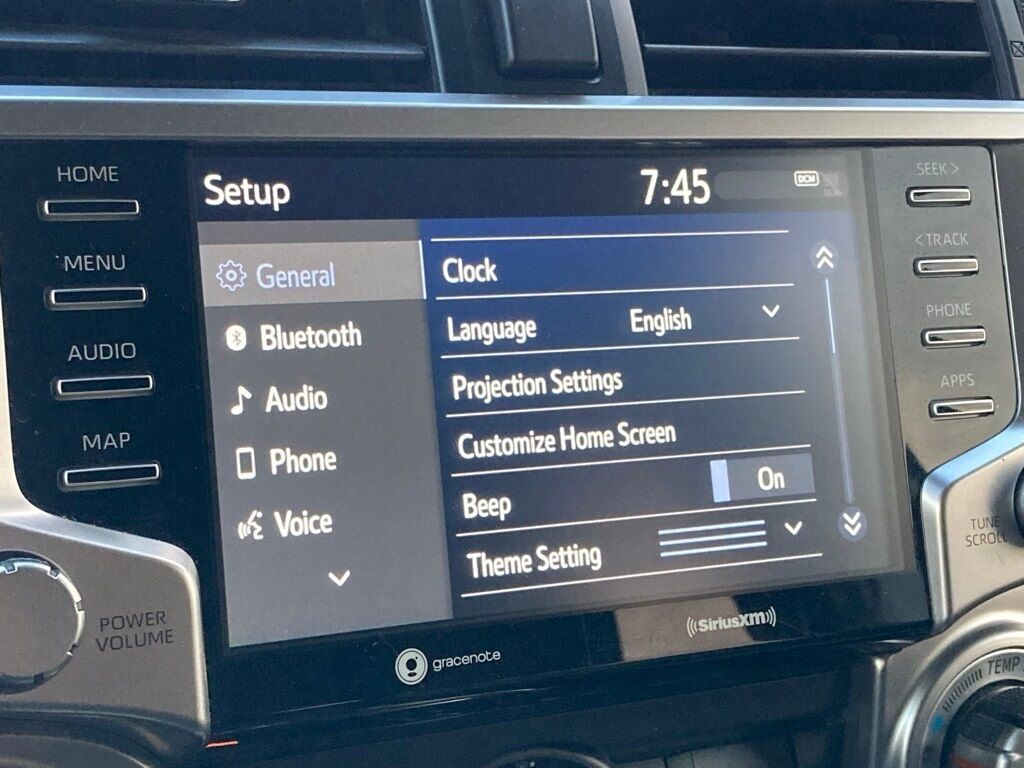 HOME
MENU
AUDIO
MAP
POWER
VOLUME
Setup
7:45
DCM
General
Bluetooth
Audio
Phone
Voice
Clock
Language English
Projection Settings
Customize Home Screen
Beep On
Theme Setting
gracenote
((SiriusXM))
SEEK >
< TRACK
PHONE
APPS
TUNE
SCROLL
TEMP